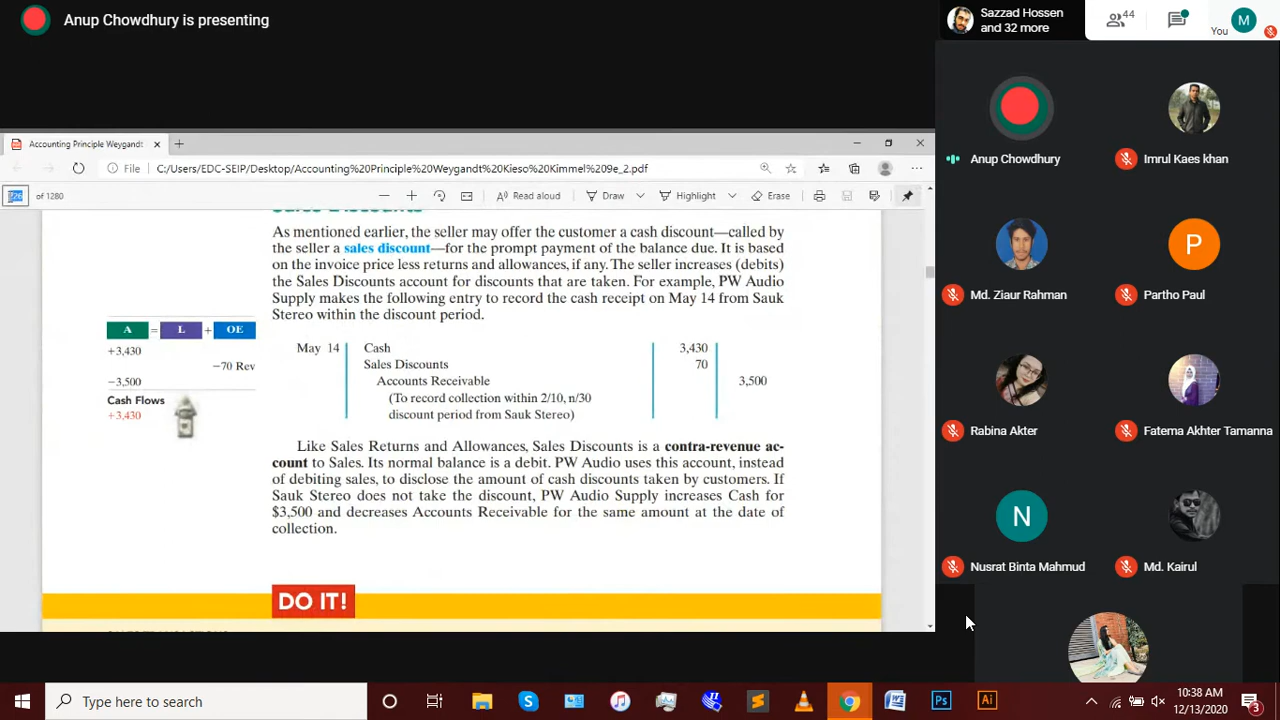 Anup Chowdhury is presenting
Sazzad Hossen
and 32 more
44
You
M
Accounting Principle Weygandt
File
C:/Users/EDC-SEIP/Desktop/Accounting%20Principle%20Weygandt%20Kieso%20Kimmel%209e_2.pdf
726 of 1280
Read aloud
Draw
Highlight
Erase
Sales Discounts
As mentioned earlier, the seller may offer the customer a cash discount—called by
the seller a sales discount—for the prompt payment of the balance due. It is based
on the invoice price less returns and allowances, if any. The seller increases (debits)
the Sales Discounts account for discounts that are taken. For example, PW Audio
Supply makes the following entry to record the cash receipt on May 14 from Sauk
Stereo within the discount period.
A = L + OE
+3,430
−70 Rev
−3,500
Cash Flows
+3,430
May 14 Cash 3,430
Sales Discounts 70
Accounts Receivable 3,500
(To record collection within 2/10, n/30
discount period from Sauk Stereo)
Like Sales Returns and Allowances, Sales Discounts is a contra-revenue ac-
count to Sales. Its normal balance is a debit. PW Audio uses this account, instead
of debiting sales, to disclose the amount of cash discounts taken by customers. If
Sauk Stereo does not take the discount, PW Audio Supply increases Cash for
$3,500 and decreases Accounts Receivable for the same amount at the date of
collection.
DO IT!
Anup Chowdhury
Imrul Kaes khan
Md. Ziaur Rahman
P
Partho Paul
Rabina Akter
Fatema Akhter Tamanna
N
Nusrat Binta Mahmud
Md. Kairul
Type here to search
S
W
Ps
Ai
10:38 AM
12/13/2020
3